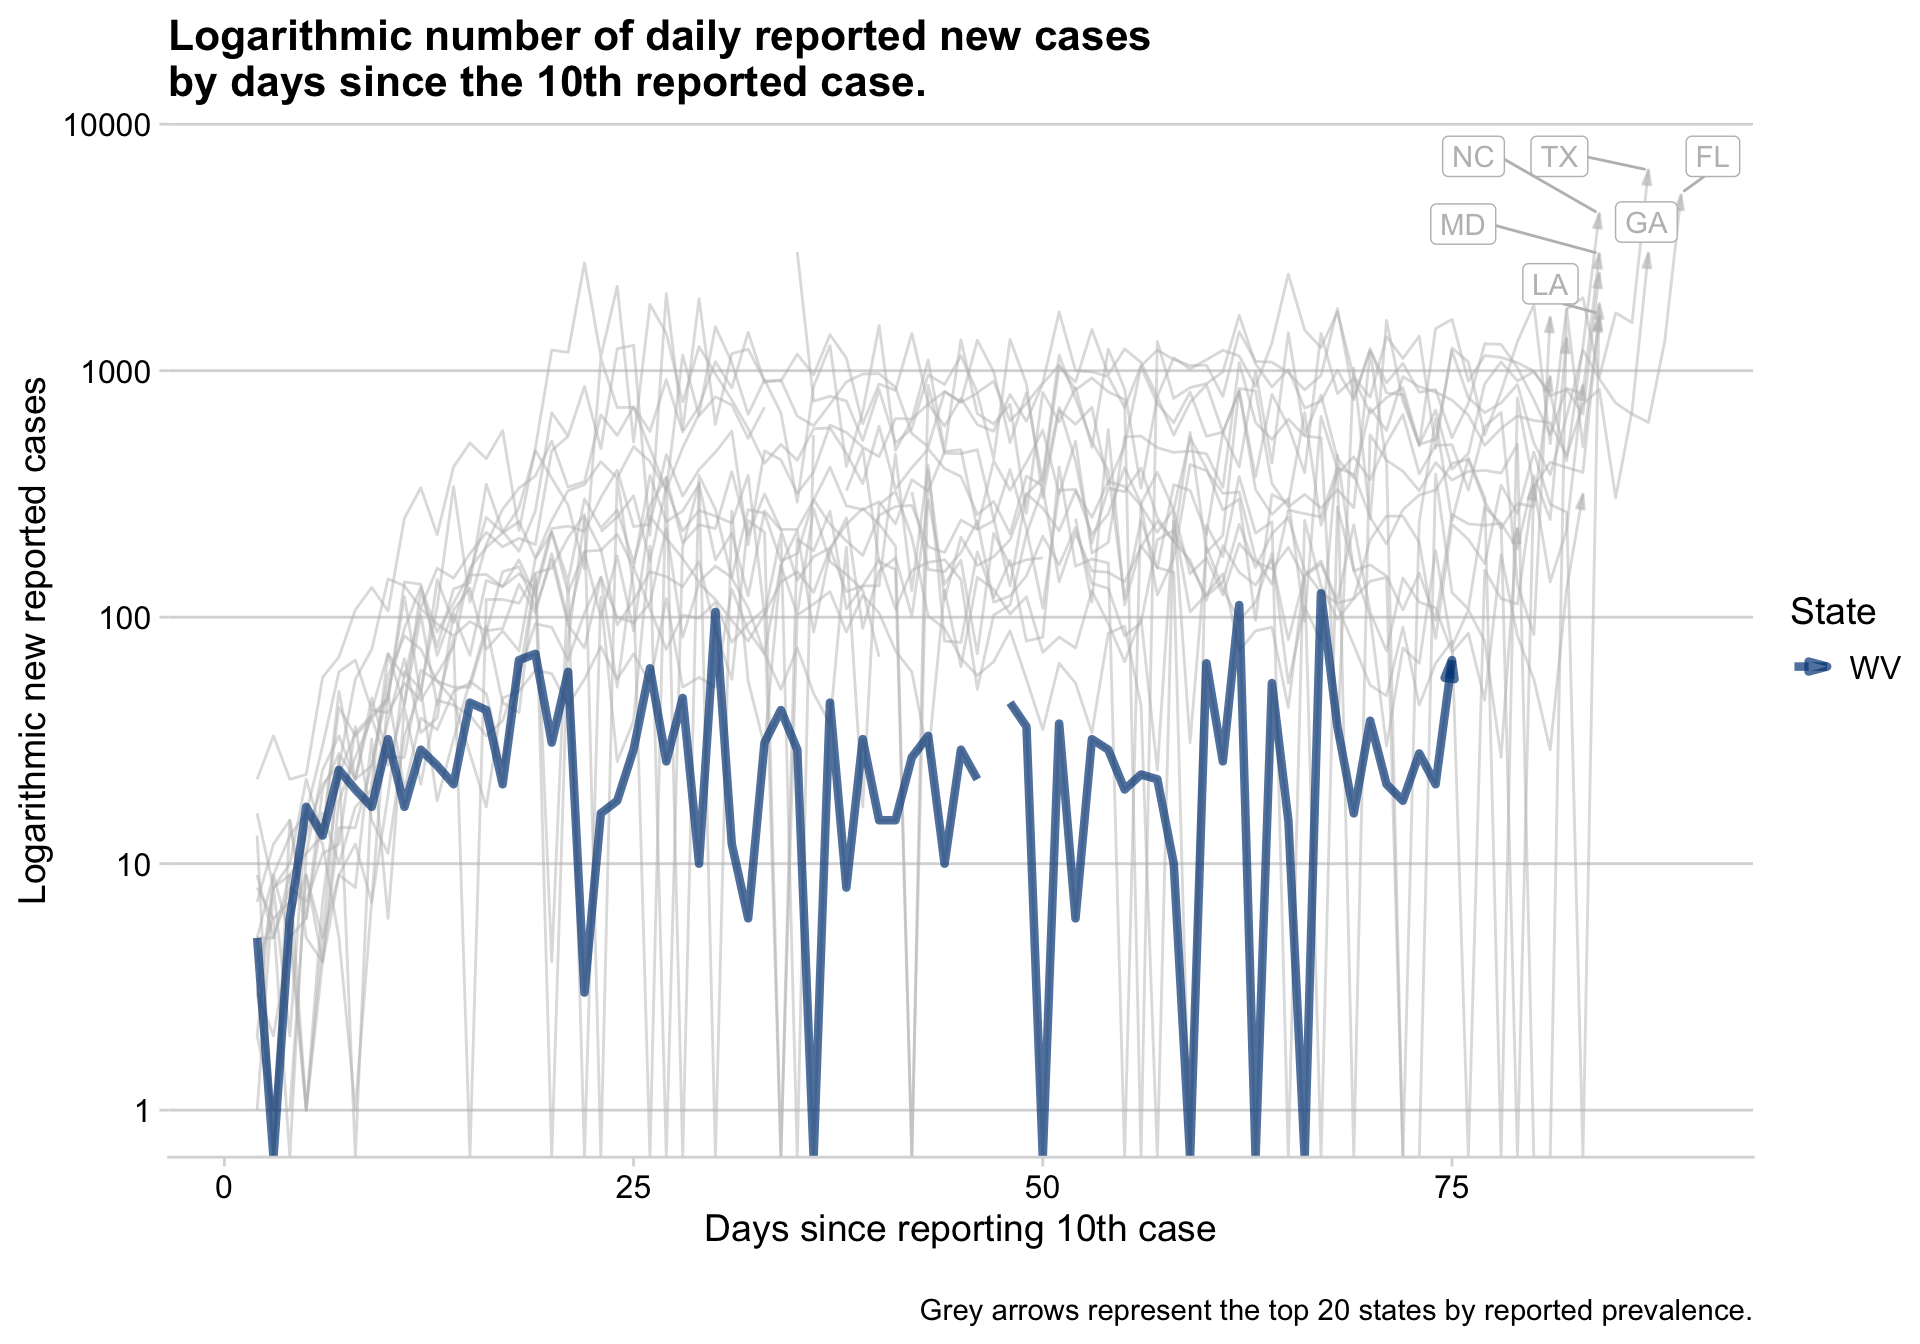 Logarithmic number of daily reported new cases
by days since the 10th reported case.
10000
1000
100
10
1
Logarithmic new reported cases
NC
TX
FL
MD
GA
LA
State
WV
0
25
50
75
Days since reporting 10th case
Grey arrows represent the top 20 states by reported prevalence.